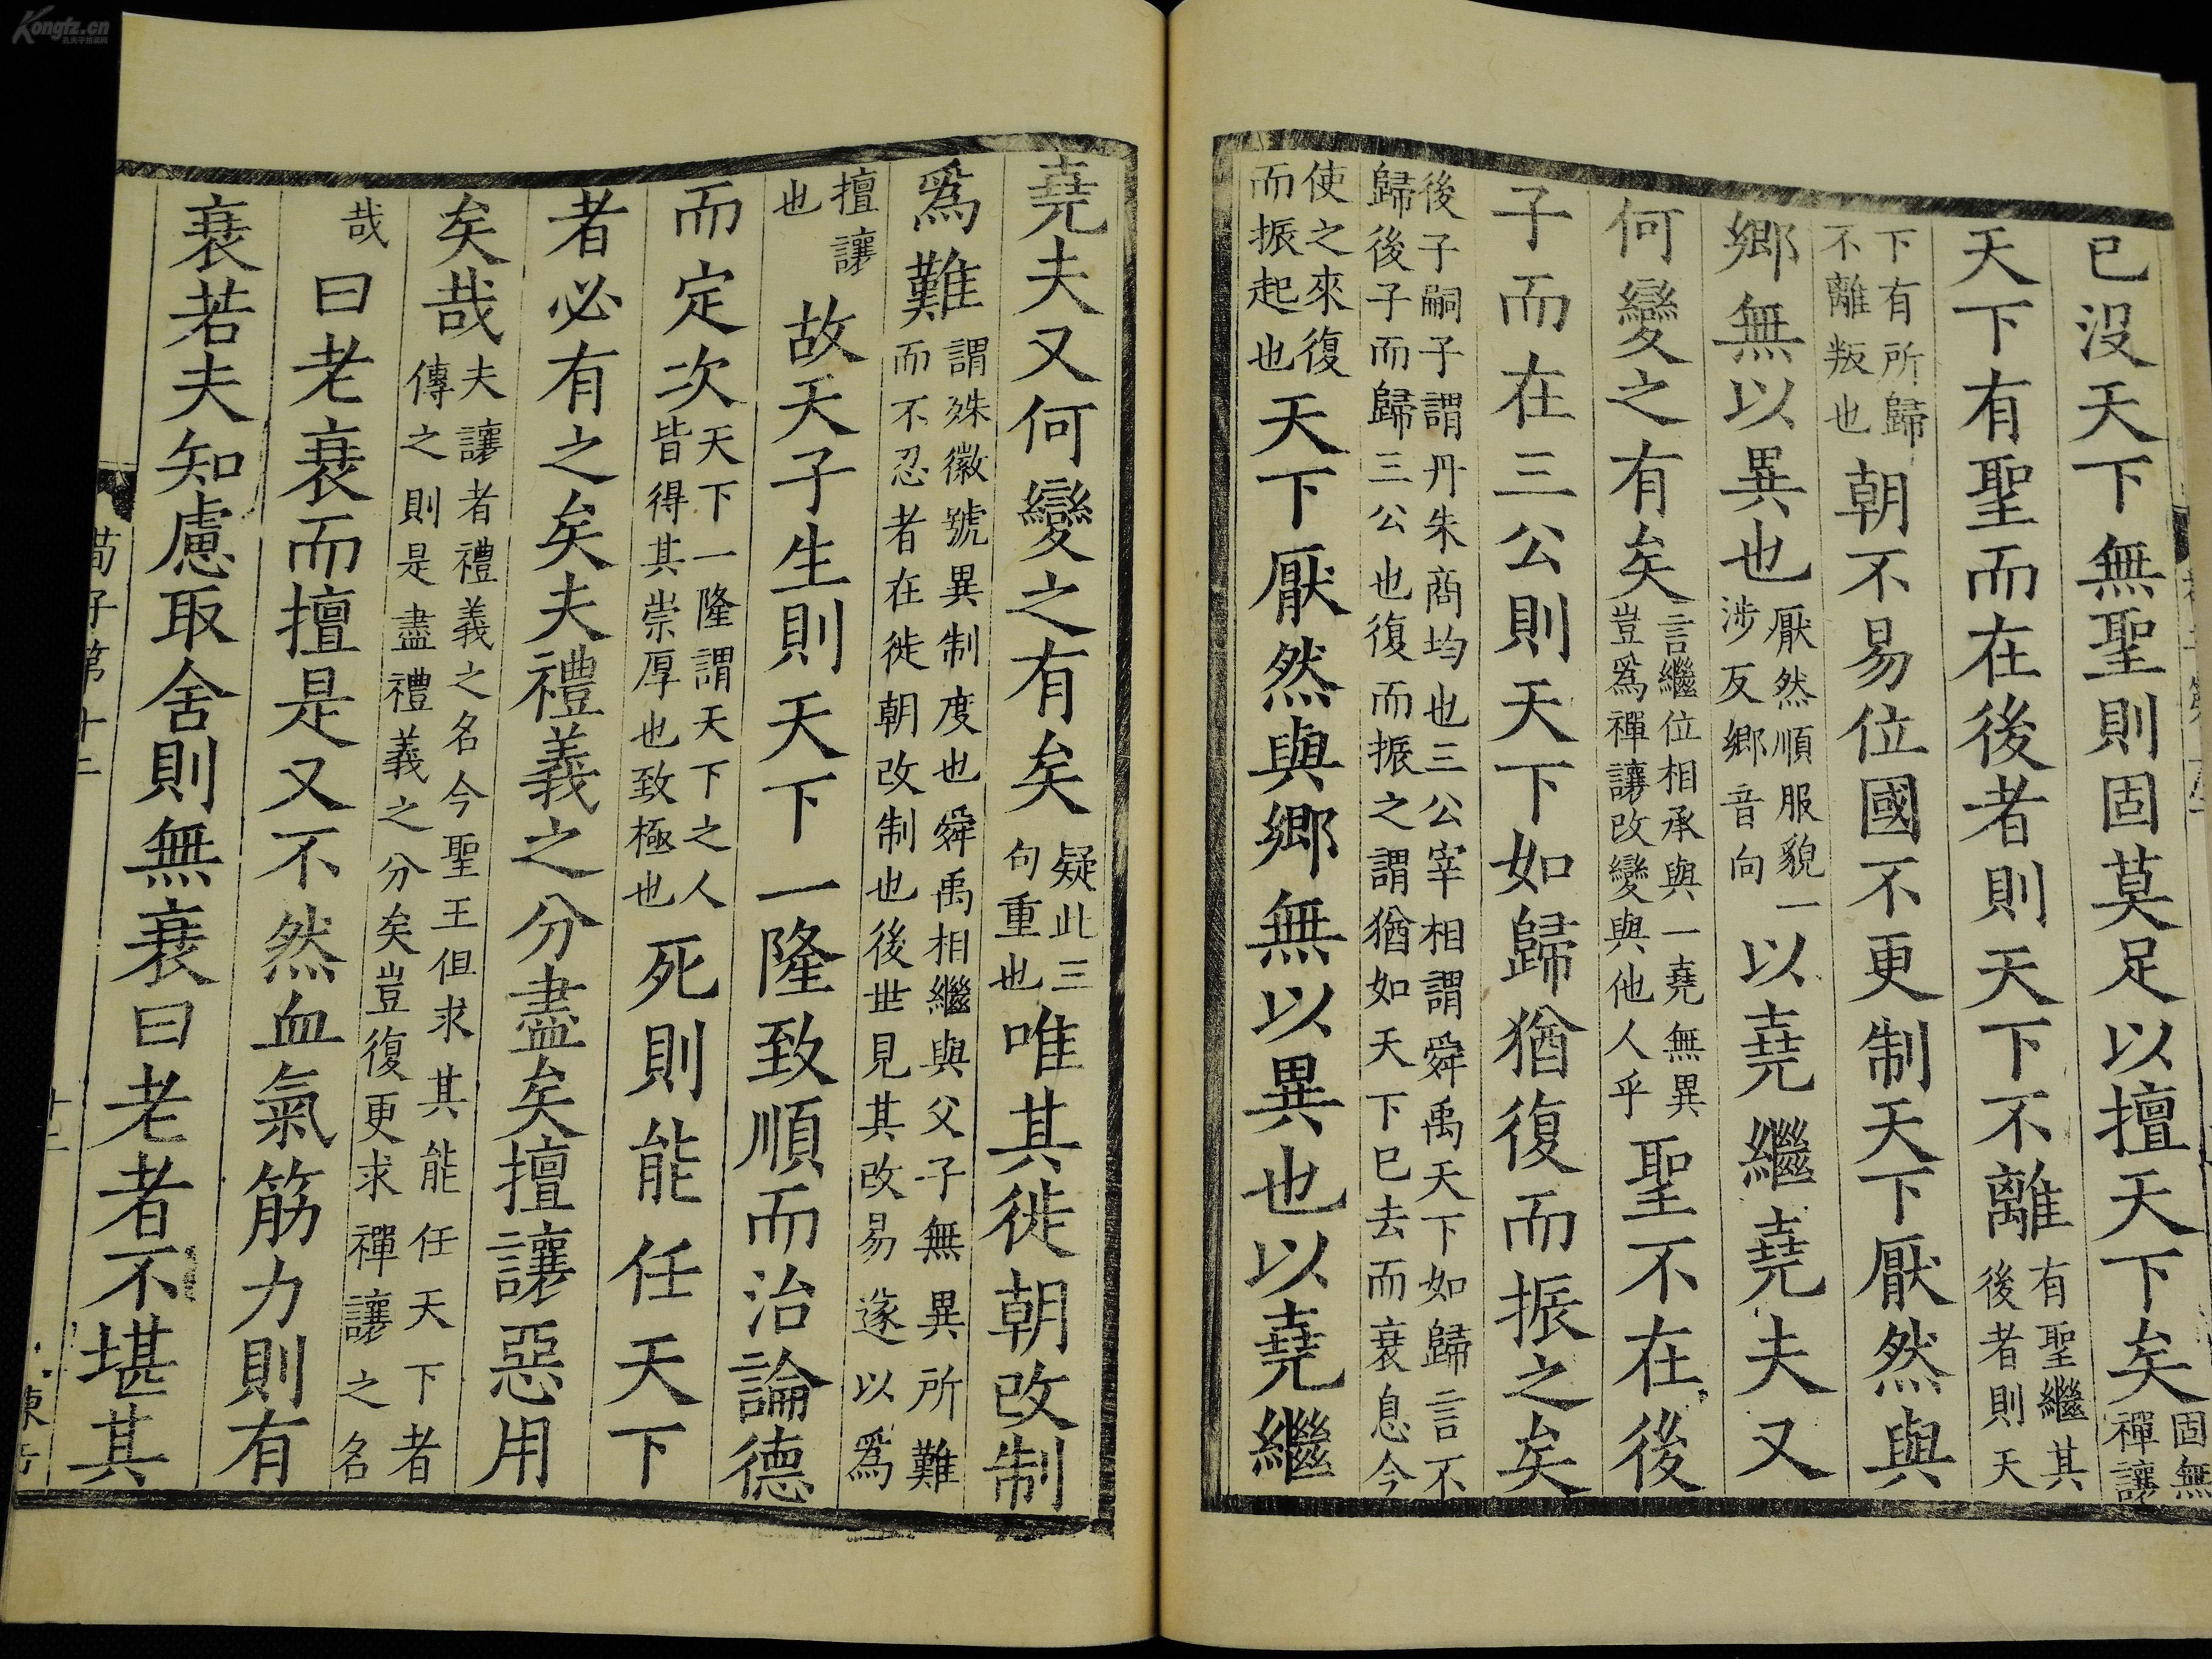 已没天下無聖則固莫足以擅天下矣固無禪讓
天下有聖而在後者則天下不離有聖繼其後者則天
下有所歸不離叛也朝不易位國不更制天下厭然與
鄉無以異也厭然順服貌一涉反鄉音向以堯繼堯夫又
何變之有矣言繼位相承與一堯無異豈爲禪讓改變與他人乎聖不在後
子而在三公則天下如歸猶復而振之矣
後子嗣子謂丹朱商均也三公宰相謂舜禹天下如歸言不歸後子而歸三公也復而振之謂猶如天下已去而衰息今
使之來復而振起也天下厭然與鄉無以異也以堯繼
堯夫又何變之有矣疑此三句重也唯其徙朝改制
爲難謂殊徽號異制度也舜禹相繼與父子無異所難而不忍者在徙朝改制也後世見其改易遂以爲
擅讓也故天子生則天下一隆致順而治論德
而定次天下一隆謂天下之人皆得其崇厚也致極也死則能任天下
者必有之矣夫禮義之分盡矣擅讓惡用
矣哉夫讓者禮義之名今聖王但求其能任天下者傳之則是盡禮義之分矣豈復更求禪讓之名
哉曰老衰而擅是又不然血氣筋力則有
衰若夫知慮取舍則無衰曰老者不堪其
荀子第十二
十二
Kongfz.cn